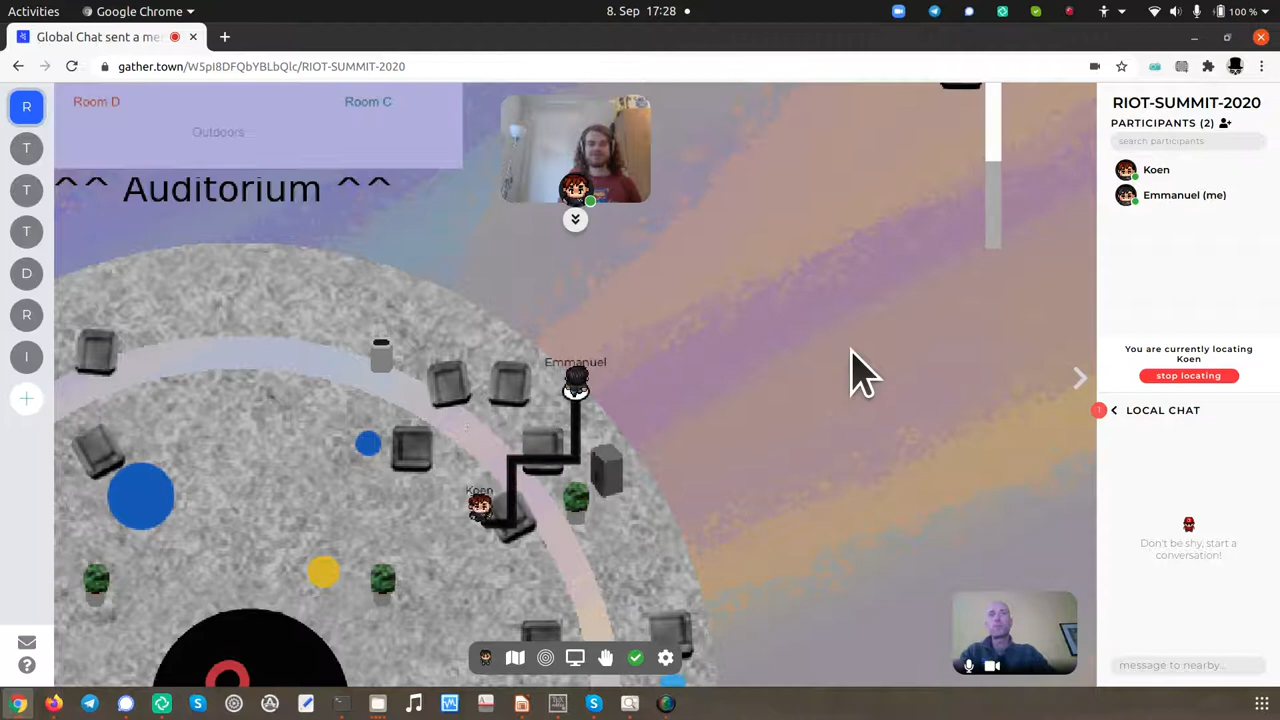 Activities
Google Chrome
8. Sep 17:28
100 %
Global Chat sent a me
gather.town/W5pI8DFQbYBLbQlc/RIOT-SUMMIT-2020
R
T
T
T
D
R
I
Room D
Room C
Outdoors
^^ Auditorium ^^
Emmanuel
Koen
RIOT-SUMMIT-2020
PARTICIPANTS (2)
search participants
Koen
Emmanuel (me)
You are currently locating
Koen
stop locating
1
LOCAL CHAT
Don't be shy, start a
conversation!
message to nearby...